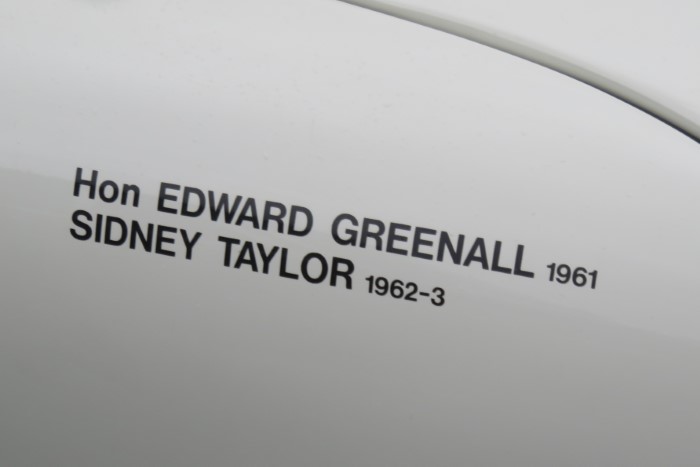 Hon EDWARD GREENALL 1961
SIDNEY TAYLOR 1962-3